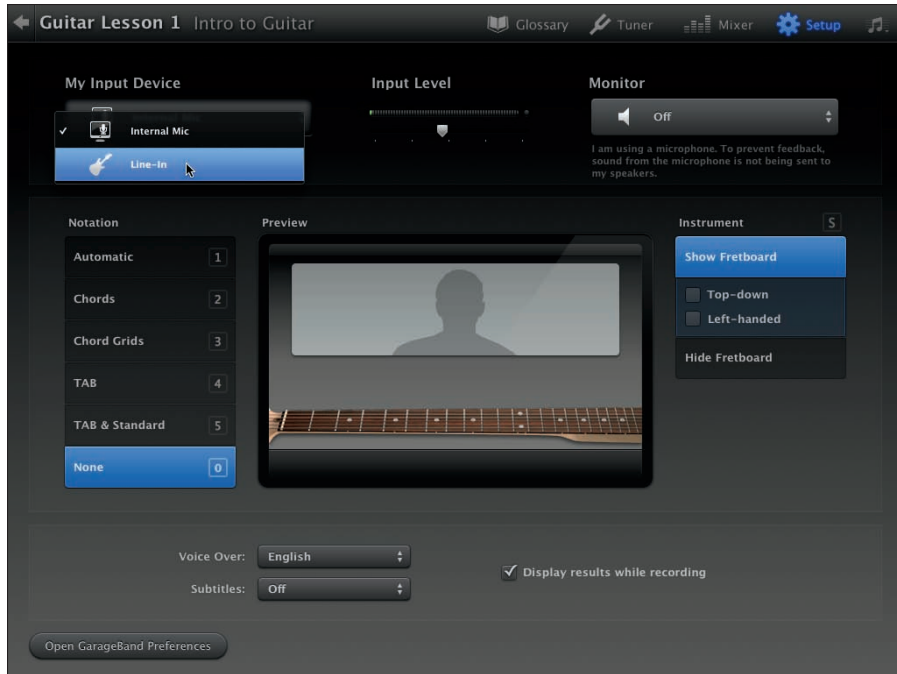 Guitar Lesson 1 Intro to Guitar
Glossary
Tuner
Mixer
Setup
My Input Device
Internal Mic
Line-In
Input Level
Monitor
Off
I am using a microphone. To prevent feedback,
sound from the microphone is not being sent to
my speakers.
Notation
Automatic 1
Chords 2
Chord Grids 3
TAB 4
TAB & Standard 5
None 0
Preview
Instrument S
Show Fretboard
Top-down
Left-handed
Hide Fretboard
Voice Over: English
Subtitles: Off
Display results while recording
Open GarageBand Preferences